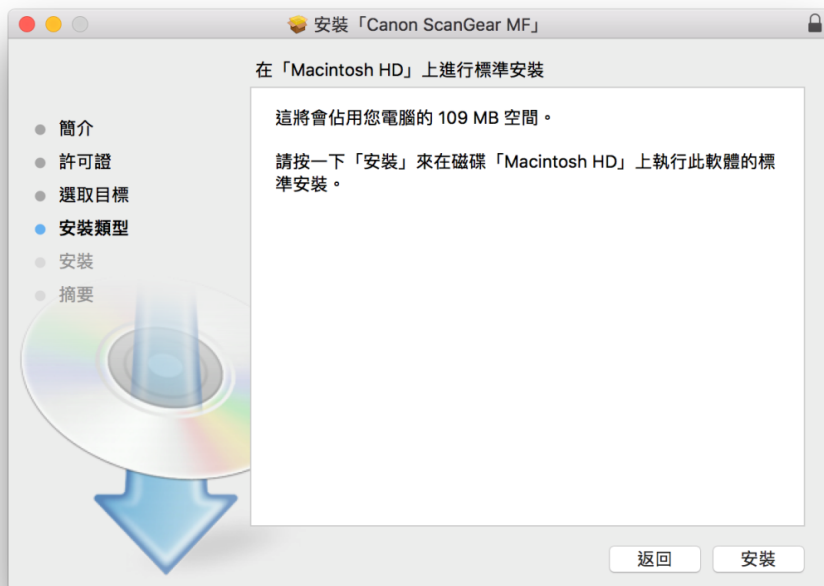 安裝「Canon ScanGear MF」
在「Macintosh HD」上進行標準安裝
簡介
許可證
選取目標
安裝類型
安裝
摘要
這將會佔用您電腦的 109 MB 空間。
請按一下「安裝」來在磁碟「Macintosh HD」上執行此軟體的標
準安裝。
返回
安裝